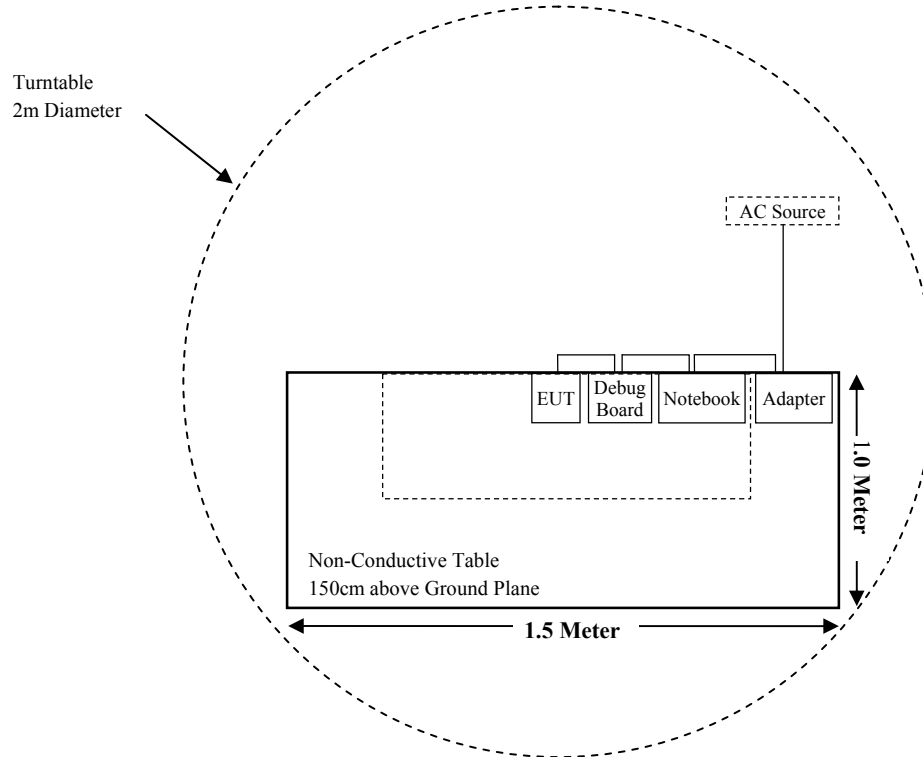 Turntable
2m Diameter
AC Source
EUT
Debug
Board
Notebook
Adapter
1.0 Meter
Non-Conductive Table
150cm above Ground Plane
1.5 Meter